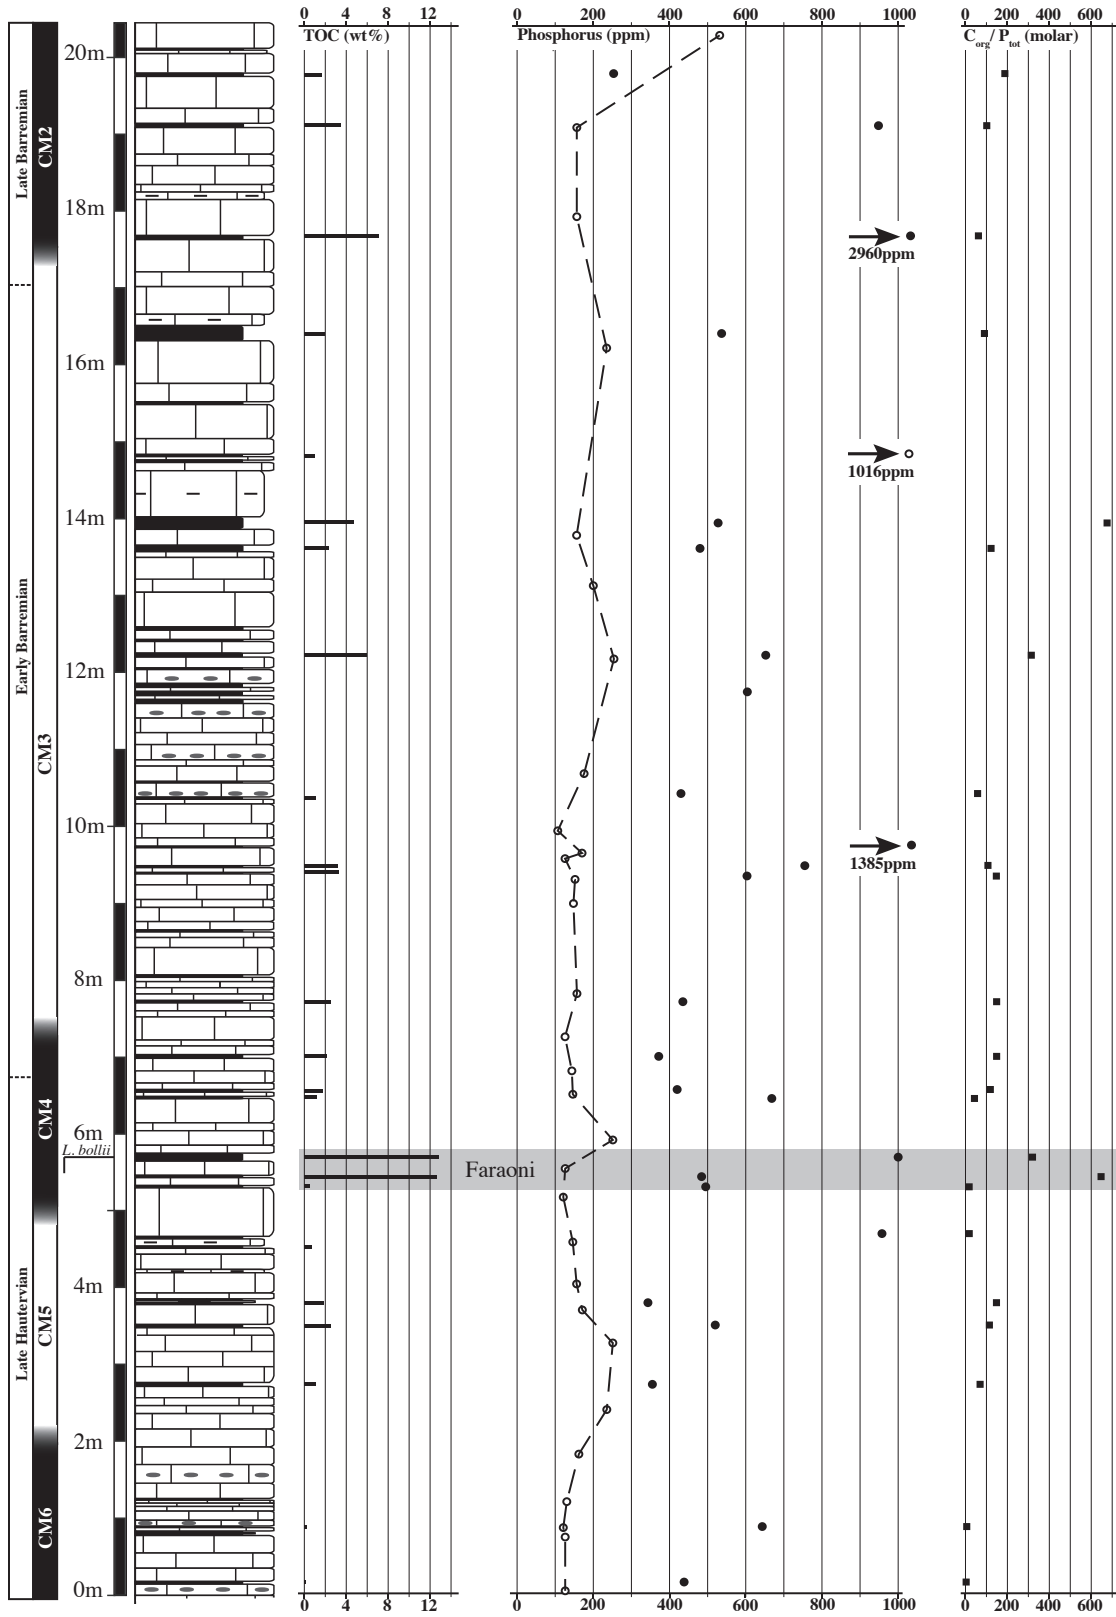 0 4 8 12
0 200 400 600 800 1000
0 200 400 600
TOC (wt%)
Phosphorus (ppm)
Corg/ Ptot (molar)
20m
18m
16m
14m
12m
10m
8m
6m
4m
2m
0m
Late Barremian
Early Barremian
Late Hautervian
CM2
CM3
CM4
CM5
CM6
L. bollii
2960ppm
1016ppm
1385ppm
Faraoni
0 4 8 12
0 200 400 600 800 1000
0 200 400 600